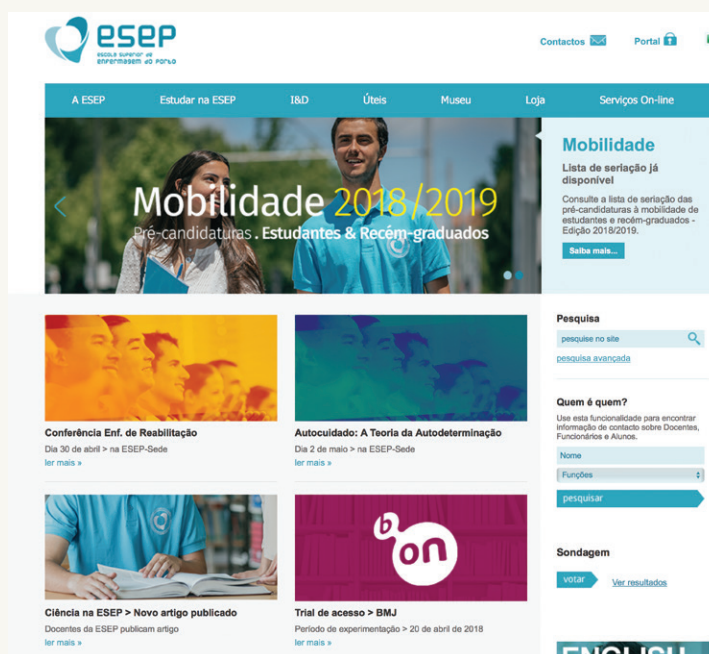 esep
escola superior de
enfermagem do porto
Contactos
Portal
A ESEP
Estudar na ESEP
I&D
Úteis
Museu
Loja
Serviços On-line
Mobilidade 2018/2019
Pré-candidaturas . Estudantes & Recém-graduados
Mobilidade
Lista de seriação já
disponível
Consulte a lista de seriação das
pré-candidaturas à mobilidade de
estudantes e recém-graduados -
Edição 2018/2019.
Saiba mais...
Conferência Enf. de Reabilitação
Dia 30 de abril > na ESEP-Sede
ler mais »
Autocuidado: A Teoria da Autodeterminação
Dia 2 de maio > na ESEP-Sede
ler mais »
b on
Ciência na ESEP > Novo artigo publicado
Docentes da ESEP publicam artigo
ler mais »
Trial de acesso > BMJ
Período de experimentação > 20 de abril de 2018
ler mais »
Pesquisa
pesquise no site
pesquisa avançada
Quem é quem?
Use esta funcionalidade para encontrar
informação de contacto sobre Docentes,
Funcionários e Alunos.
Nome
Funções
pesquisar
Sondagem
votar
Ver resultados
ENGLISH